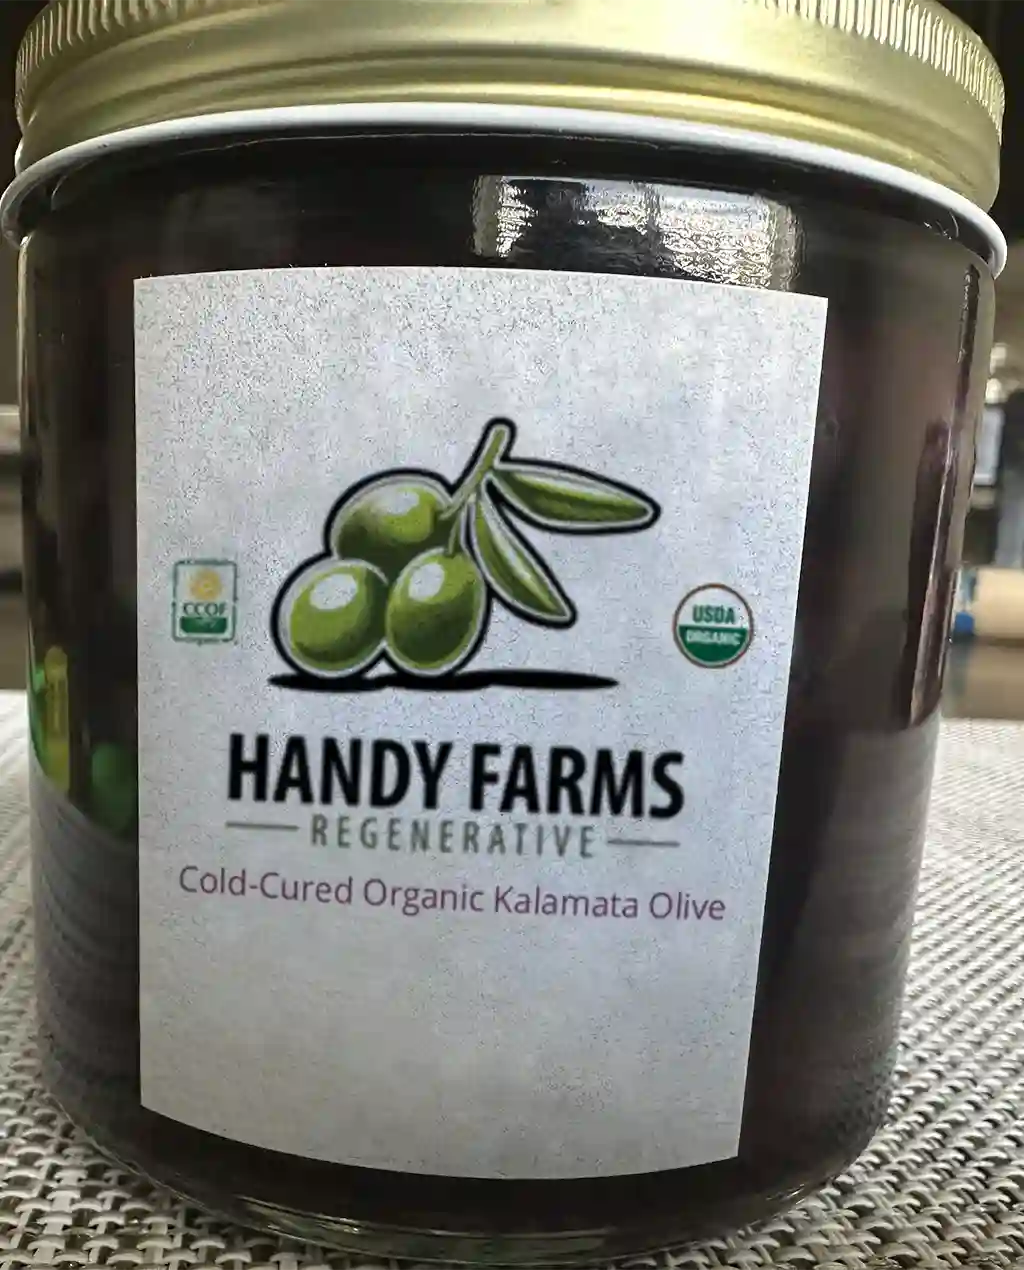 CCOF
USDA
ORGANIC
HANDY FARMS
REGENERATIVE
Cold-Cured Organic Kalamata Olive